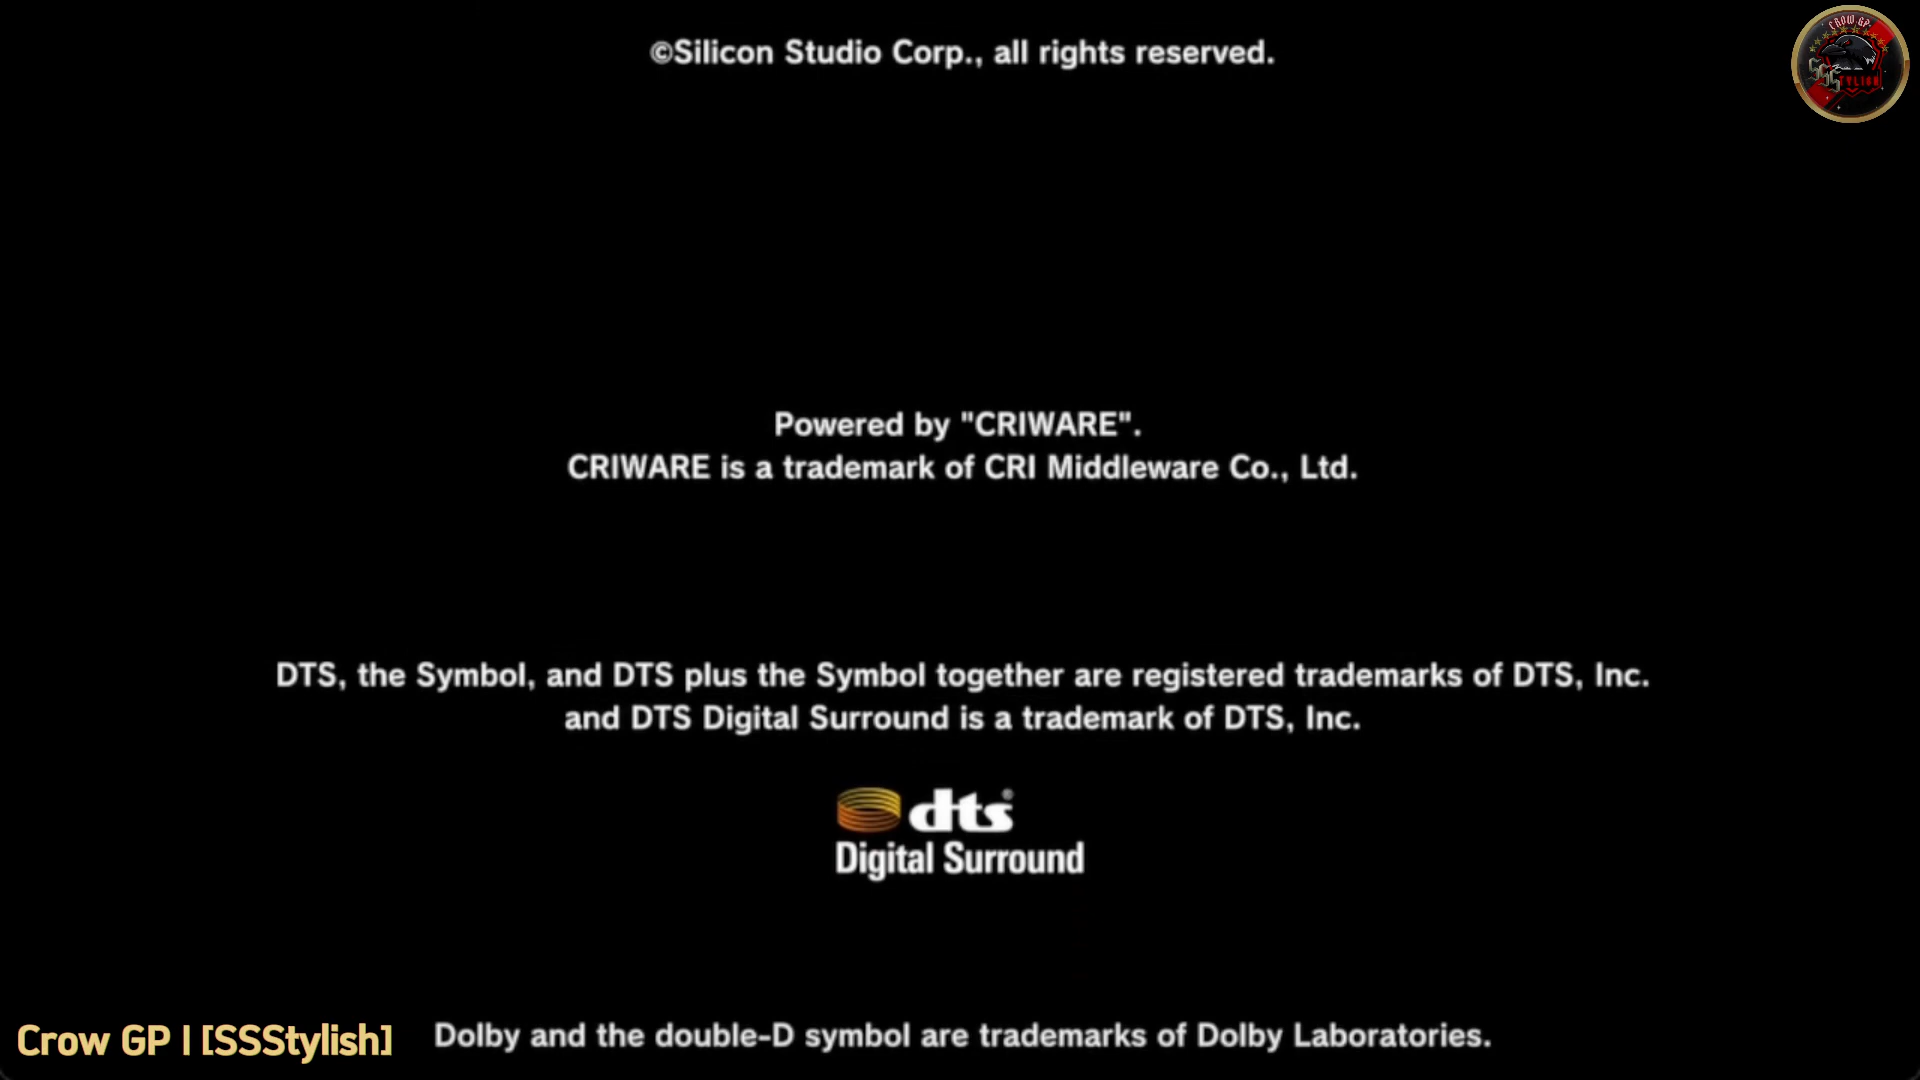 ©Silicon Studio Corp., all rights reserved.
CROW GP
SSStylish
Powered by "CRIWARE".
CRIWARE is a trademark of CRI Middleware Co., Ltd.
DTS, the Symbol, and DTS plus the Symbol together are registered trademarks of DTS, Inc.
and DTS Digital Surround is a trademark of DTS, Inc.
dts®
Digital Surround
Crow GP | [SSStylish]
Dolby and the double-D symbol are trademarks of Dolby Laboratories.